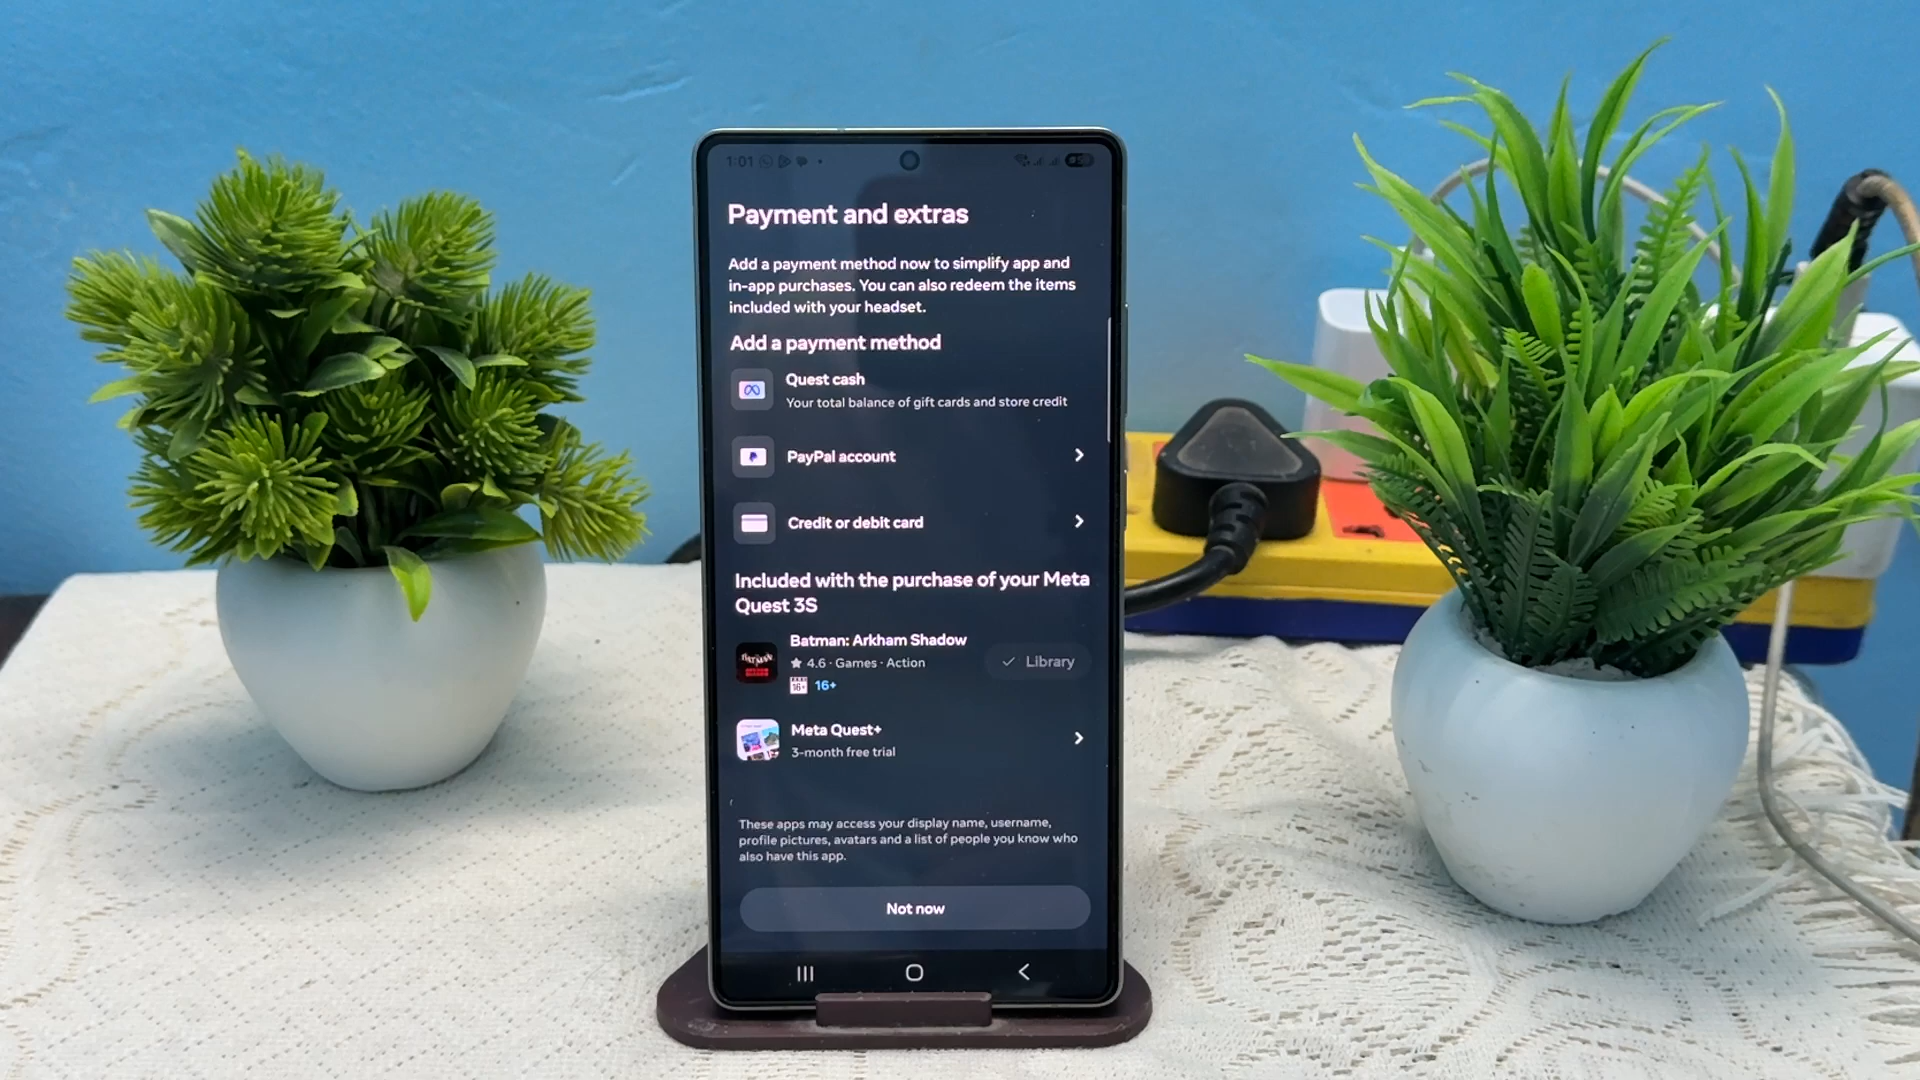 1:01
Payment and extras
Add a payment method now to simplify app and
in-app purchases. You can also redeem the items
included with your headset.
Add a payment method
Quest cash
Your total balance of gift cards and store credit
PayPal account
Credit or debit card
Included with the purchase of your Meta
Quest 3S
Batman: Arkham Shadow
4.6 · Games · Action
Library
16+
16+
Meta Quest+
3-month free trial
These apps may access your display name, username,
profile pictures, avatars and a list of people you know who
also have this app.
Not now